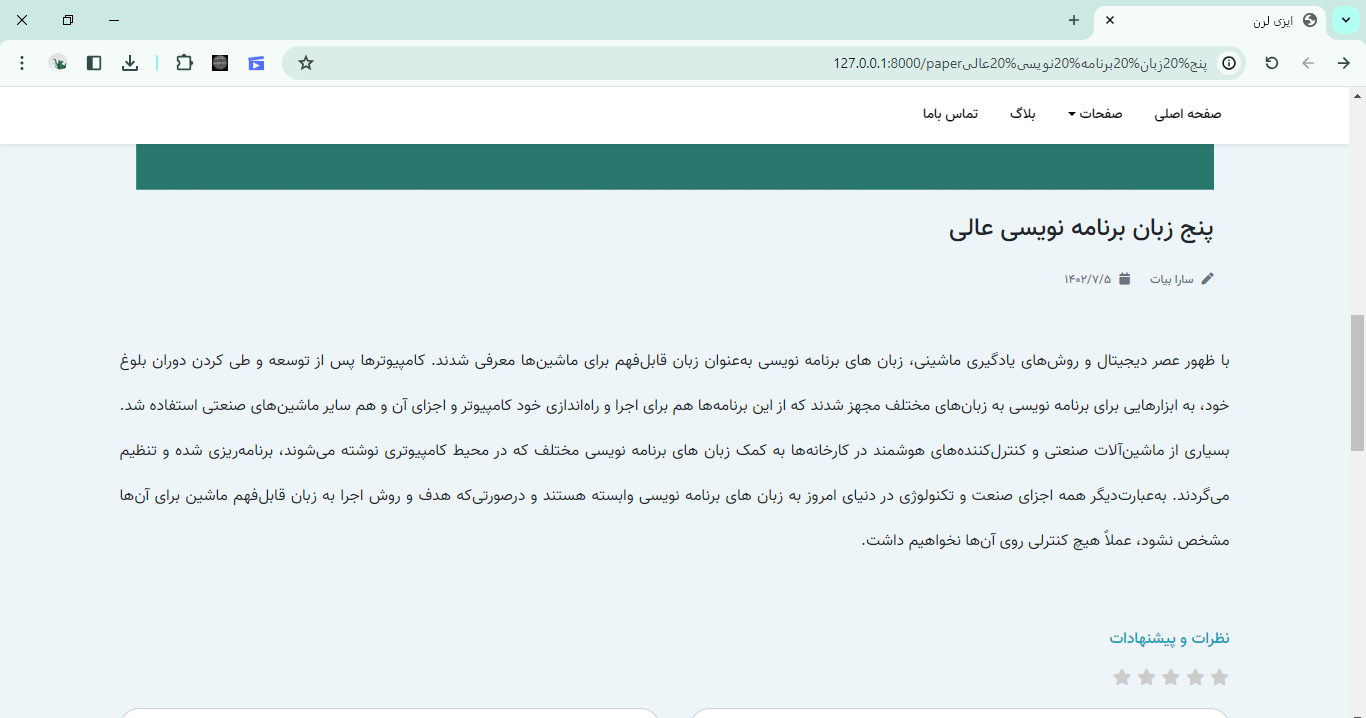 ایزی لرن
127.0.0.1:8000/paperپنج%20زبان%20برنامه%20نویسی%20عالی
صفحه اصلی
صفحات
بلاگ
تماس باما
پنج زبان برنامه نویسی عالی
سارا بیات
۱۴۰۲/۷/۵
با ظهور عصر دیجیتال و روش‌های یادگیری ماشینی، زبان های برنامه نویسی به‌عنوان زبان قابل‌فهم برای ماشین‌ها معرفی شدند. کامپیوترها پس از توسعه و طی کردن دوران بلوغ
خود، به ابزارهایی برای برنامه نویسی به زبان‌های مختلف مجهز شدند که از این برنامه‌ها هم برای اجرا و راه‌اندازی خود کامپیوتر و اجزای آن و هم سایر ماشین‌های صنعتی استفاده شد.
بسیاری از ماشین‌آلات صنعتی و کنترل‌کننده‌های هوشمند در کارخانه‌ها به کمک زبان های برنامه نویسی مختلف که در محیط کامپیوتری نوشته می‌شوند، برنامه‌ریزی شده و تنظیم
می‌گردند. به‌عبارت‌دیگر همه اجزای صنعت و تکنولوژی در دنیای امروز به زبان های برنامه نویسی وابسته هستند و درصورتی‌که هدف و روش اجرا به زبان قابل‌فهم ماشین برای آن‌ها
مشخص نشود، عملاً هیچ کنترلی روی آن‌ها نخواهیم داشت.
نظرات و پیشنهادات